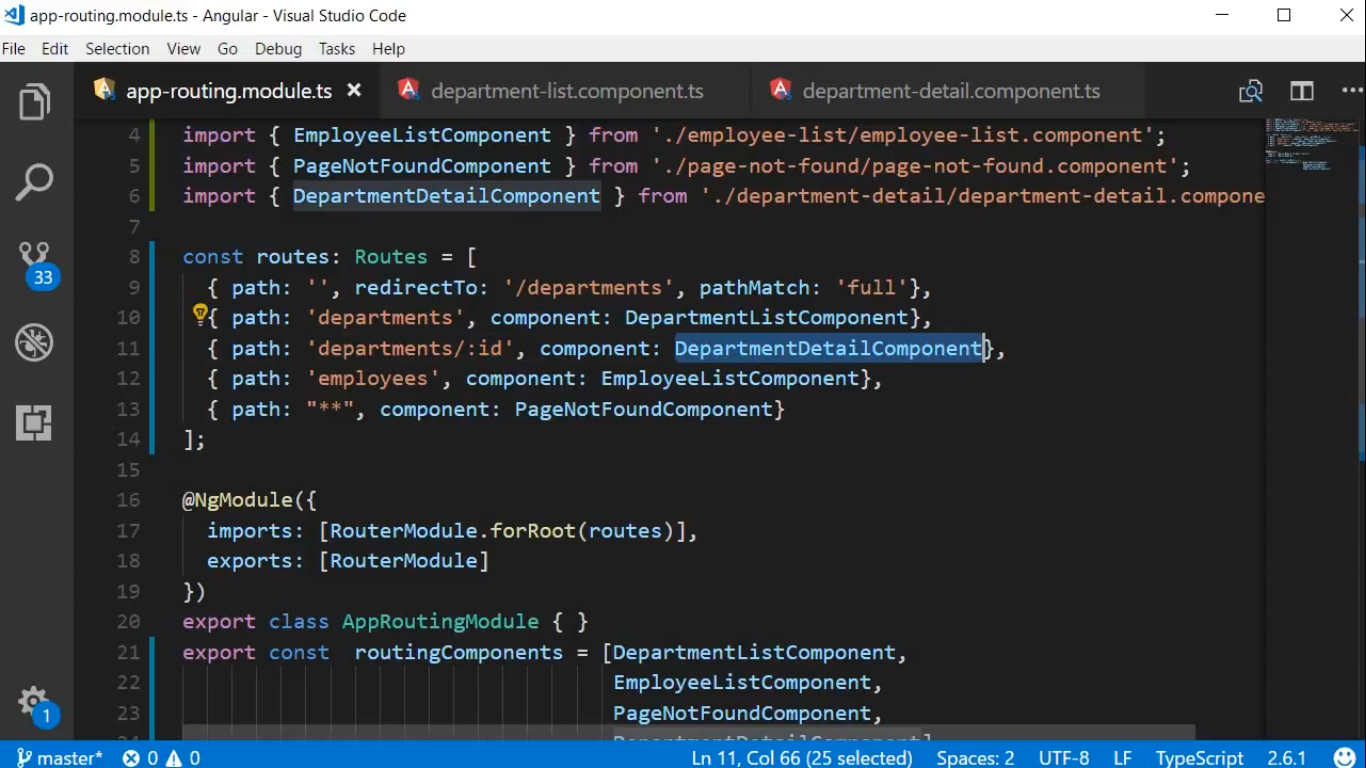 app-routing.module.ts - Angular - Visual Studio Code
File Edit Selection View Go Debug Tasks Help
app-routing.module.ts department-list.component.ts department-detail.component.ts
4 import { EmployeeListComponent } from './employee-list/employee-list.component';
5 import { PageNotFoundComponent } from './page-not-found/page-not-found.component';
6 import { DepartmentDetailComponent } from './department-detail/department-detail.compone
7
8 const routes: Routes = [
9 { path: '', redirectTo: '/departments', pathMatch: 'full'},
10 { path: 'departments', component: DepartmentListComponent},
11 { path: 'departments/:id', component: DepartmentDetailComponent},
12 { path: 'employees', component: EmployeeListComponent},
13 { path: "**", component: PageNotFoundComponent}
14 ];
15
16 @NgModule({
17 imports: [RouterModule.forRoot(routes)],
18 exports: [RouterModule]
19 })
20 export class AppRoutingModule { }
21 export const routingComponents = [DepartmentListComponent,
22 EmployeeListComponent,
23 PageNotFoundComponent,
24 DepartmentDetailComponent]
33
1
master* 0 0 Ln 11, Col 66 (25 selected) Spaces: 2 UTF-8 LF TypeScript 2.6.1